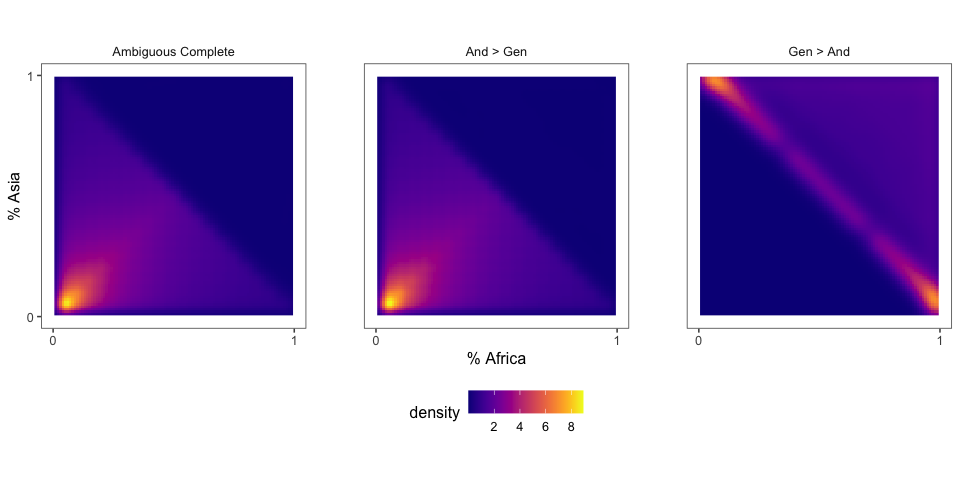 Ambiguous Complete
And > Gen
Gen > And
% Asia
1
0
0 1
0 1
0 1
% Africa
density
2 4 6 8